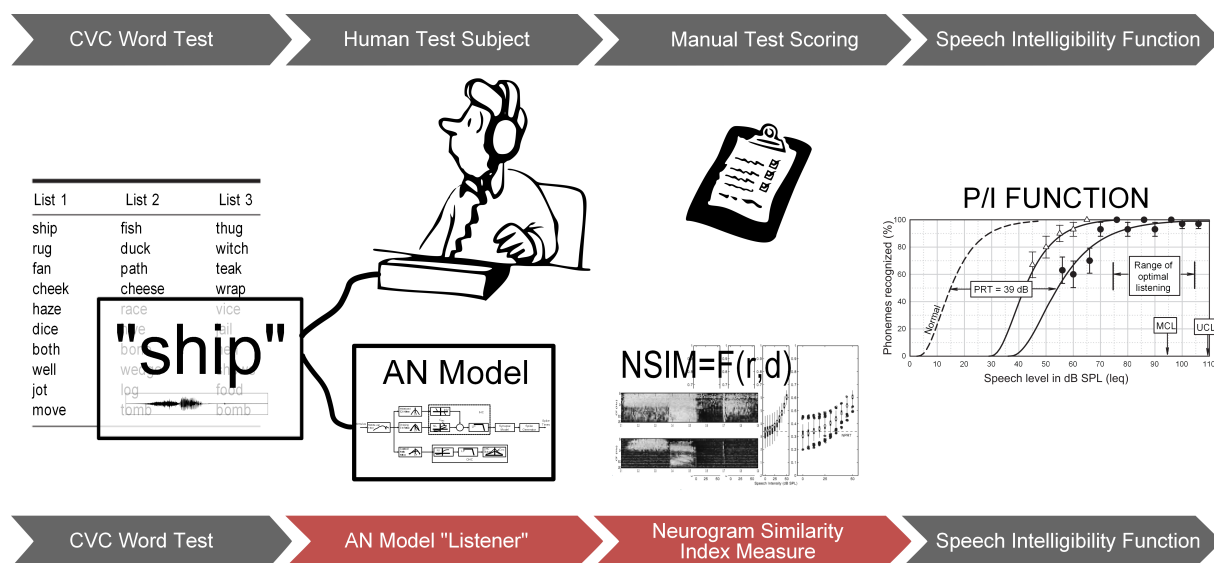 CVC Word Test
Human Test Subject
Manual Test Scoring
Speech Intelligibility Function
List 1 List 2 List 3
ship fish thug
rug duck witch
fan path teak
cheek cheese wrap
haze race vice
dice
both
well
jot log food
move tomb bomb
"ship"
AN Model
NSIM=F(r,d)
Speech Intensity (dB SPL)
P/I FUNCTION
Phonemes recognized (%)
100
80
60
40
20
0
Normal
PRT = 39 dB
Range of
optimal
listening
MCL
UCL
0 10 20 30 40 50 60 70 80 90 100 110
Speech level in dB SPL (leq)
CVC Word Test
AN Model "Listener"
Neurogram Similarity
Index Measure
Speech Intelligibility Function